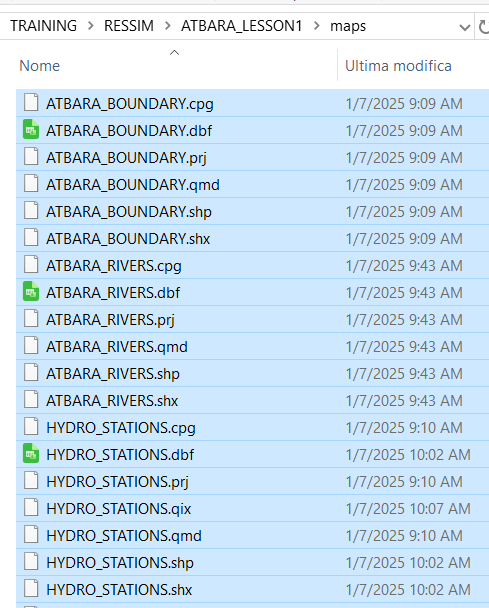 TRAINING > RESSIM > ATBARA_LESSON1 > maps
Nome Ultima modifica
ATBARA_BOUNDARY.cpg 1/7/2025 9:09 AM
ATBARA_BOUNDARY.dbf 1/7/2025 9:09 AM
ATBARA_BOUNDARY.prj 1/7/2025 9:09 AM
ATBARA_BOUNDARY.qmd 1/7/2025 9:09 AM
ATBARA_BOUNDARY.shp 1/7/2025 9:09 AM
ATBARA_BOUNDARY.shx 1/7/2025 9:09 AM
ATBARA_RIVERS.cpg 1/7/2025 9:43 AM
ATBARA_RIVERS.dbf 1/7/2025 9:43 AM
ATBARA_RIVERS.prj 1/7/2025 9:43 AM
ATBARA_RIVERS.qmd 1/7/2025 9:43 AM
ATBARA_RIVERS.shp 1/7/2025 9:43 AM
ATBARA_RIVERS.shx 1/7/2025 9:43 AM
HYDRO_STATIONS.cpg 1/7/2025 9:10 AM
HYDRO_STATIONS.dbf 1/7/2025 10:02 AM
HYDRO_STATIONS.prj 1/7/2025 9:10 AM
HYDRO_STATIONS.qix 1/7/2025 10:07 AM
HYDRO_STATIONS.qmd 1/7/2025 9:10 AM
HYDRO_STATIONS.shp 1/7/2025 10:02 AM
HYDRO_STATIONS.shx 1/7/2025 10:02 AM